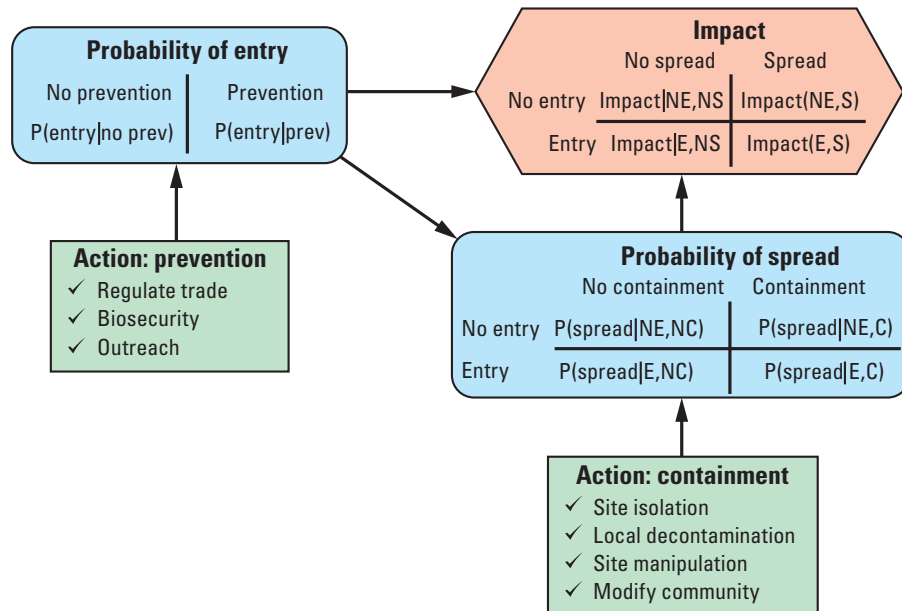 Probability of entry
No prevention Prevention
P(entry|no prev) P(entry|prev)
Impact
No spread Spread
No entry Impact|NE,NS Impact(NE,S)
Entry Impact|E,NS Impact(E,S)
Action: prevention
✓ Regulate trade
✓ Biosecurity
✓ Outreach
Probability of spread
No containment Containment
No entry P(spread|NE,NC) P(spread|NE,C)
Entry P(spread|E,NC) P(spread|E,C)
Action: containment
✓ Site isolation
✓ Local decontamination
✓ Site manipulation
✓ Modify community